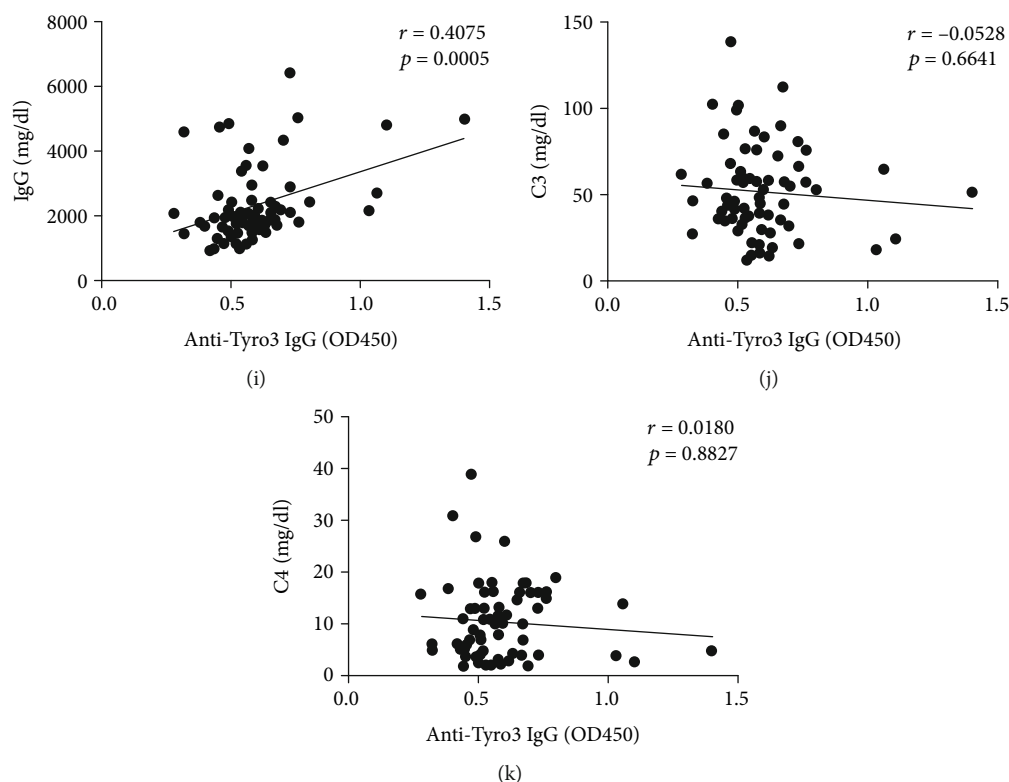 8000
6000
4000
2000
0
IgG (mg/dl)
r = 0.4075
p = 0.0005
0.0 0.5 1.0 1.5
Anti-Tyro3 IgG (OD450)
(i)
150
100
50
0
C3 (mg/dl)
r = –0.0528
p = 0.6641
0.0 0.5 1.0 1.5
Anti-Tyro3 IgG (OD450)
(j)
50
40
30
20
10
0
C4 (mg/dl)
r = 0.0180
p = 0.8827
0.0 0.5 1.0 1.5
Anti-Tyro3 IgG (OD450)
(k)